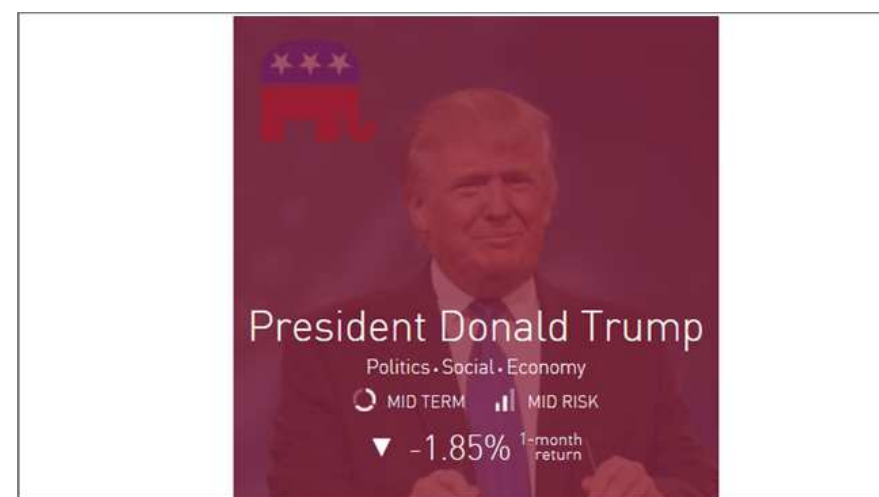 President Donald Trump
Politics • Social • Economy
MID TERM MID RISK
▼ -1.85% 1-month
return